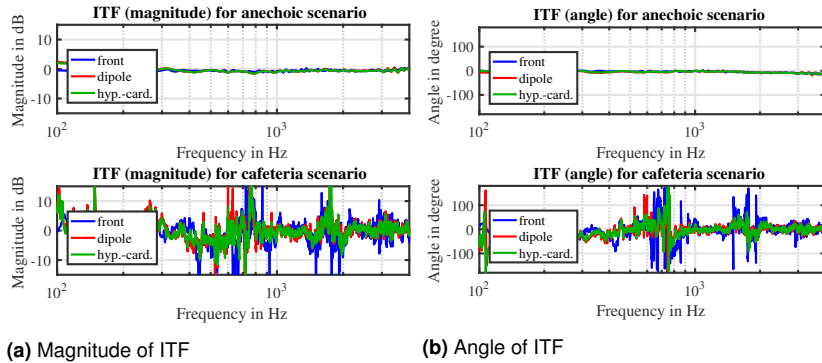 ITF (magnitude) for anechoic scenario
Magnitude in dB
10
0
-10
front
dipole
hyp.-card.
10²
10³
Frequency in Hz
ITF (angle) for anechoic scenario
Angle in degree
100
0
-100
front
dipole
hyp.-card.
10²
10³
Frequency in Hz
ITF (magnitude) for cafeteria scenario
Magnitude in dB
10
0
-10
front
dipole
hyp.-card.
10²
10³
Frequency in Hz
ITF (angle) for cafeteria scenario
Angle in degree
100
0
-100
front
dipole
hyp.-card.
10²
10³
Frequency in Hz
(a) Magnitude of ITF
(b) Angle of ITF